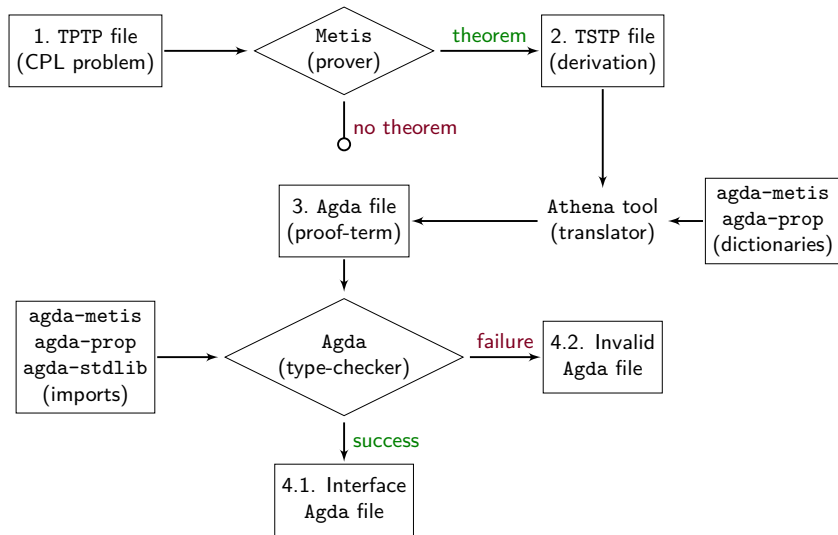 1. TPTP file
(CPL problem)
Metis
(prover)
theorem
2. TSTP file
(derivation)
no theorem
3. Agda file
(proof-term)
Athena tool
(translator)
agda-metis
agda-prop
(dictionaries)
agda-metis
agda-prop
agda-stdlib
(imports)
Agda
(type-checker)
failure
4.2. Invalid
Agda file
success
4.1. Interface
Agda file